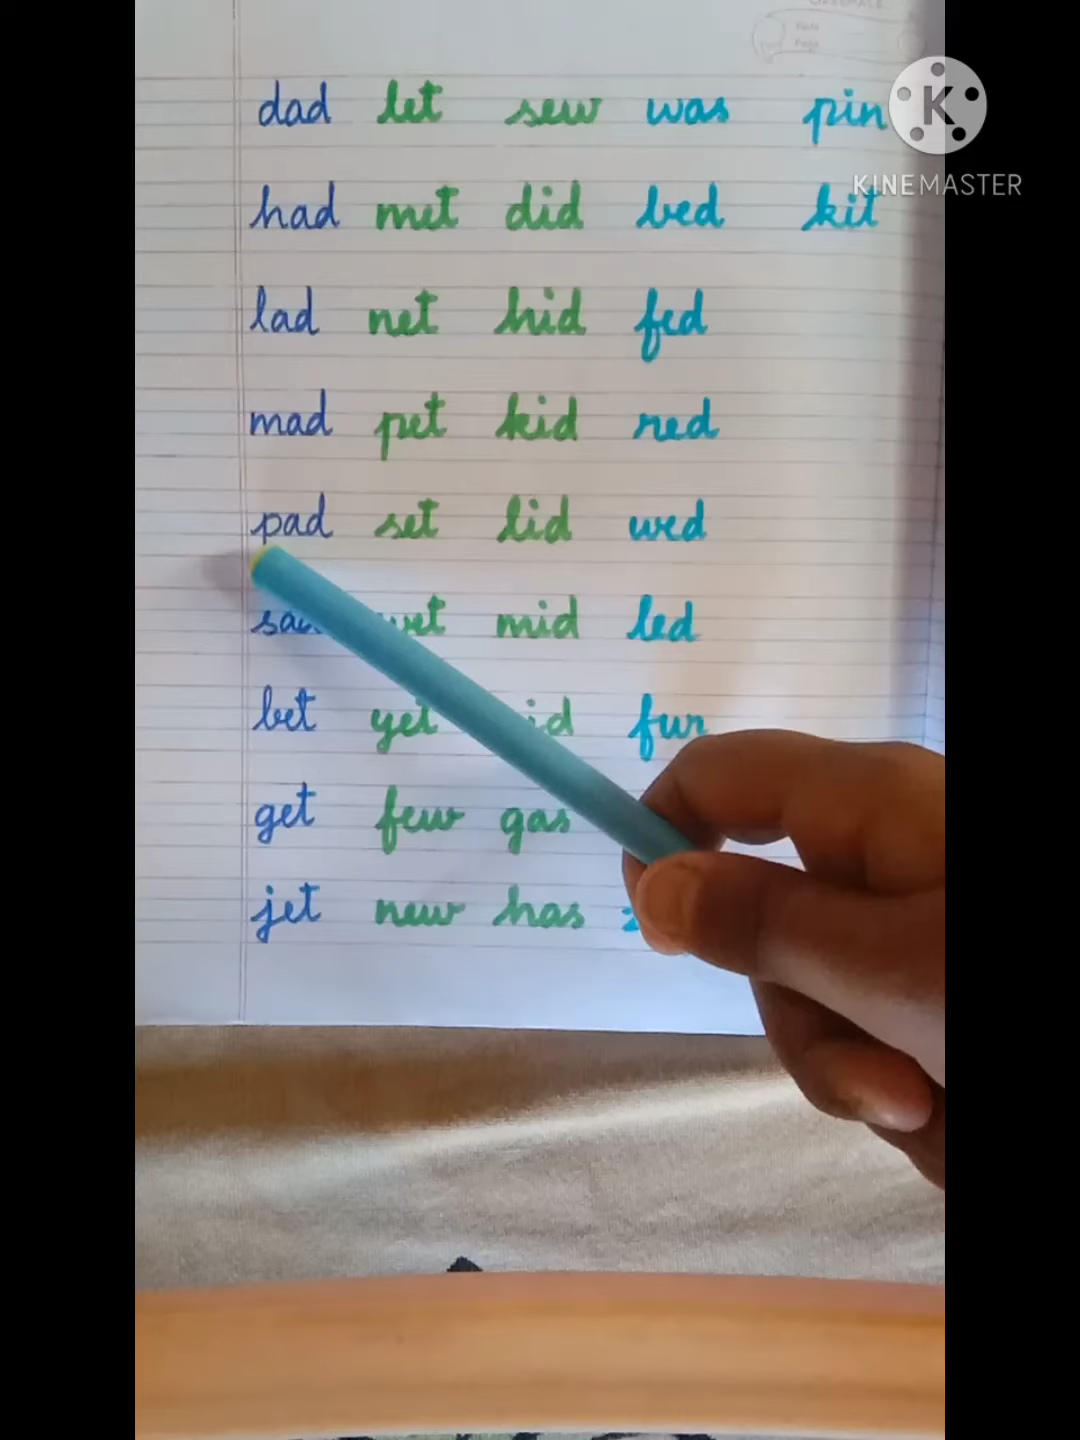 dad let sew was pin
had met did bed kit
lad net hid fed
mad pet kid red
pad set lid wed
mid led
bet yet fur
get few gas
jet new has
KINEMASTER